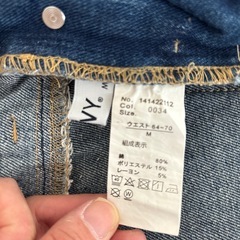 VY
M
No. 141422112
Col. 0034
Size.
ウエスト64-70
M
組成表示
綿 80%
ポリエステル 15%
レーヨン 5%